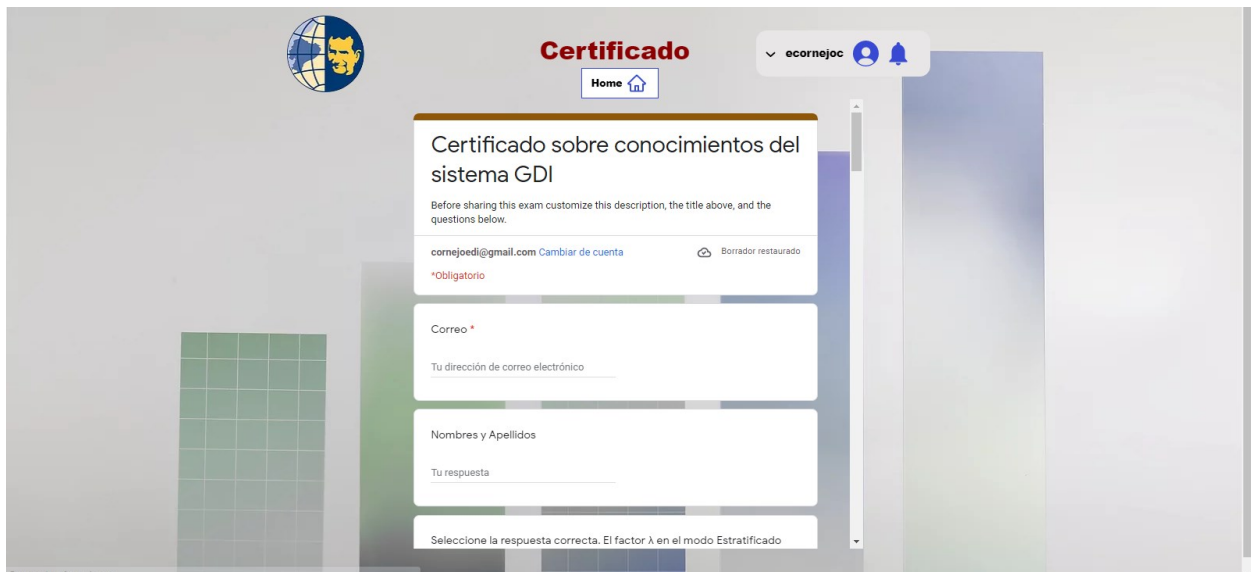 Certificado
ecornejoc
Home
Certificado sobre conocimientos del
sistema GDI
Before sharing this exam customize this description, the title above, and the
questions below.
cornejoedi@gmail.com Cambiar de cuenta
Borrador restaurado
*Obligatorio
Correo *
Tu dirección de correo electrónico
Nombres y Apellidos
Tu respuesta
Seleccione la respuesta correcta. El factor λ en el modo Estratificado